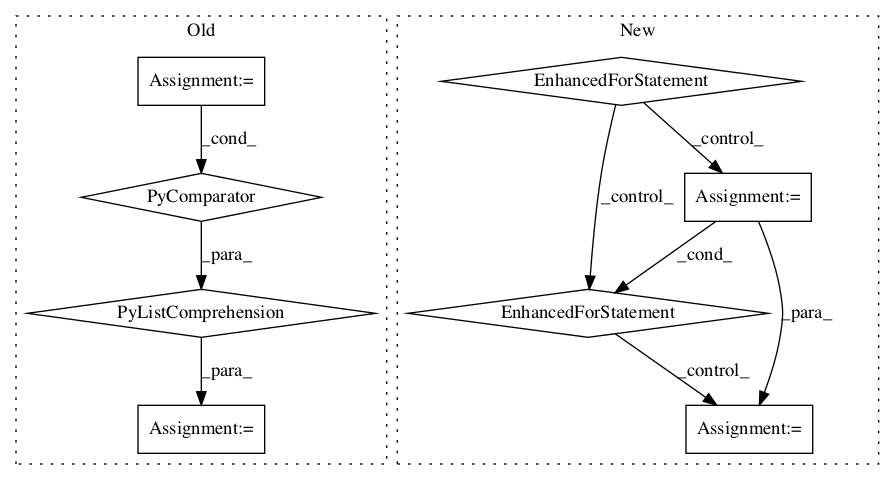 Old
New
Assignment:=
EnhancedForStatement
_cond_
_control_
PyComparator
_control_
Assignment:=
_para_
_cond_
PyListComprehension
EnhancedForStatement
_para_
_para_
_control_
Assignment:=
Assignment:=